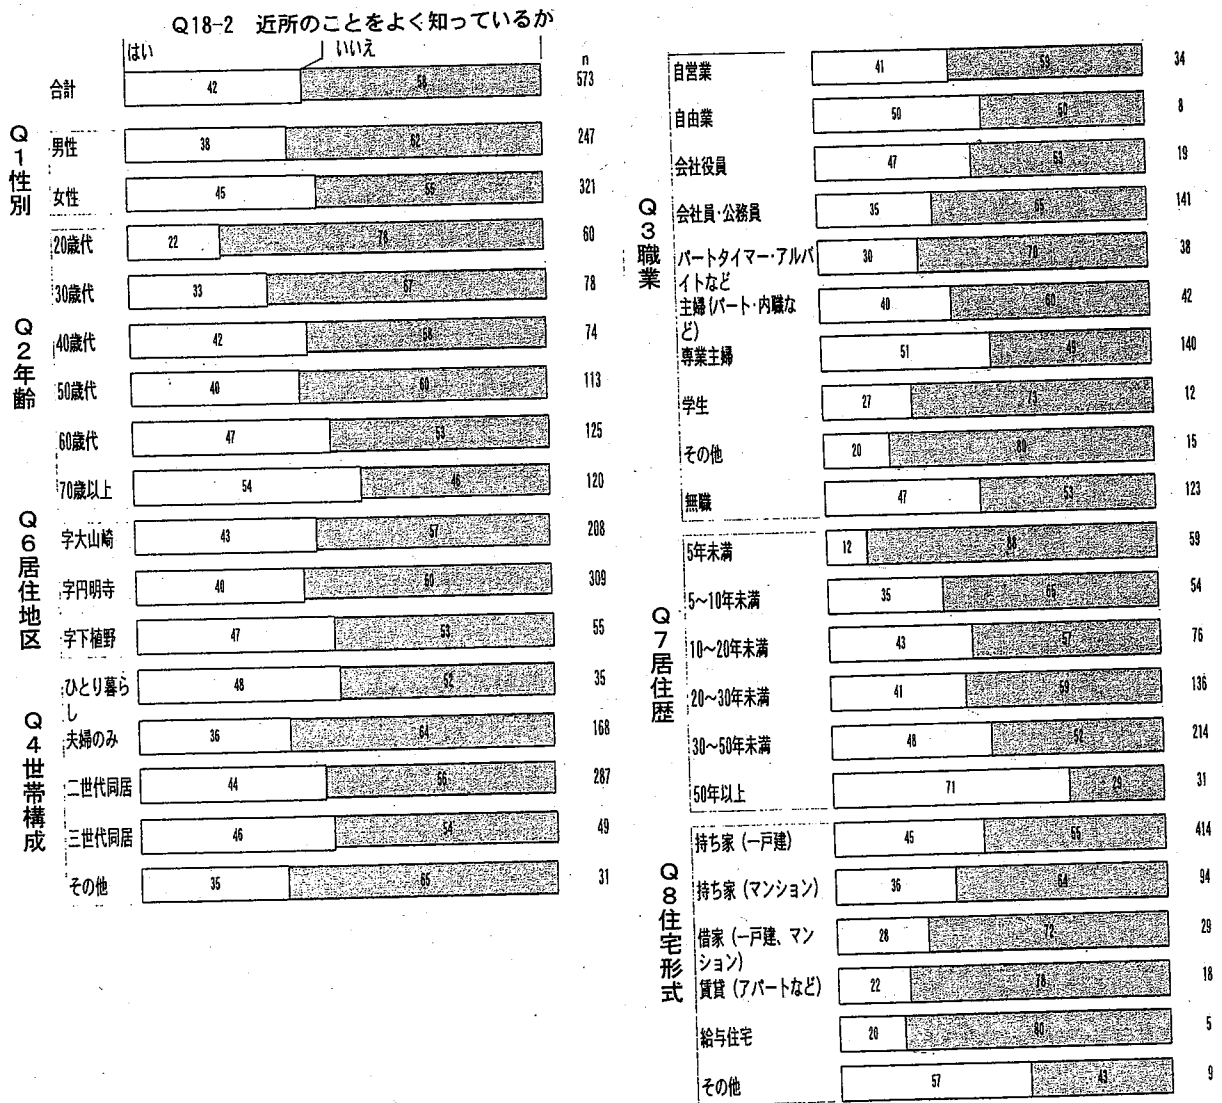 Q18-2 近所のことをよく知っているか
はい いいえ
n
合計 42 58 573
Q1性別
男性 38 62 247
女性 45 55 321
Q2年齢
20歳代 22 78 60
30歳代 33 67 78
40歳代 42 58 74
50歳代 40 60 113
60歳代 47 53 125
70歳以上 54 46 120
Q6居住地区
字大山崎 43 57 208
字円明寺 40 60 309
字下植野 47 53 55
Q4世帯構成
ひとり暮ら
し 48 52 35
夫婦のみ 36 64 168
二世代同居 44 56 287
三世代同居 46 54 49
その他 35 65 31
Q3職業
自営業 41 59 34
自由業 50 50 8
会社役員 47 53 19
会社員・公務員 35 65 141
パートタイマー・アルバ
イトなど 30 70 38
主婦(パート・内職な
ど) 40 60 42
専業主婦 51 49 140
学生 27 73 12
その他 20 80 15
無職 47 53 123
Q7居住歴
5年未満 12 88 59
5～10年未満 35 65 54
10～20年未満 43 57 76
20～30年未満 41 59 136
30～50年未満 48 52 214
50年以上 71 29 31
Q8住宅形式
持ち家(一戸建) 45 55 414
持ち家(マンション) 36 64 94
借家(一戸建、マン
ション) 28 72 29
賃貸(アパートなど) 22 78 18
給与住宅 20 80 5
その他 57 43 9